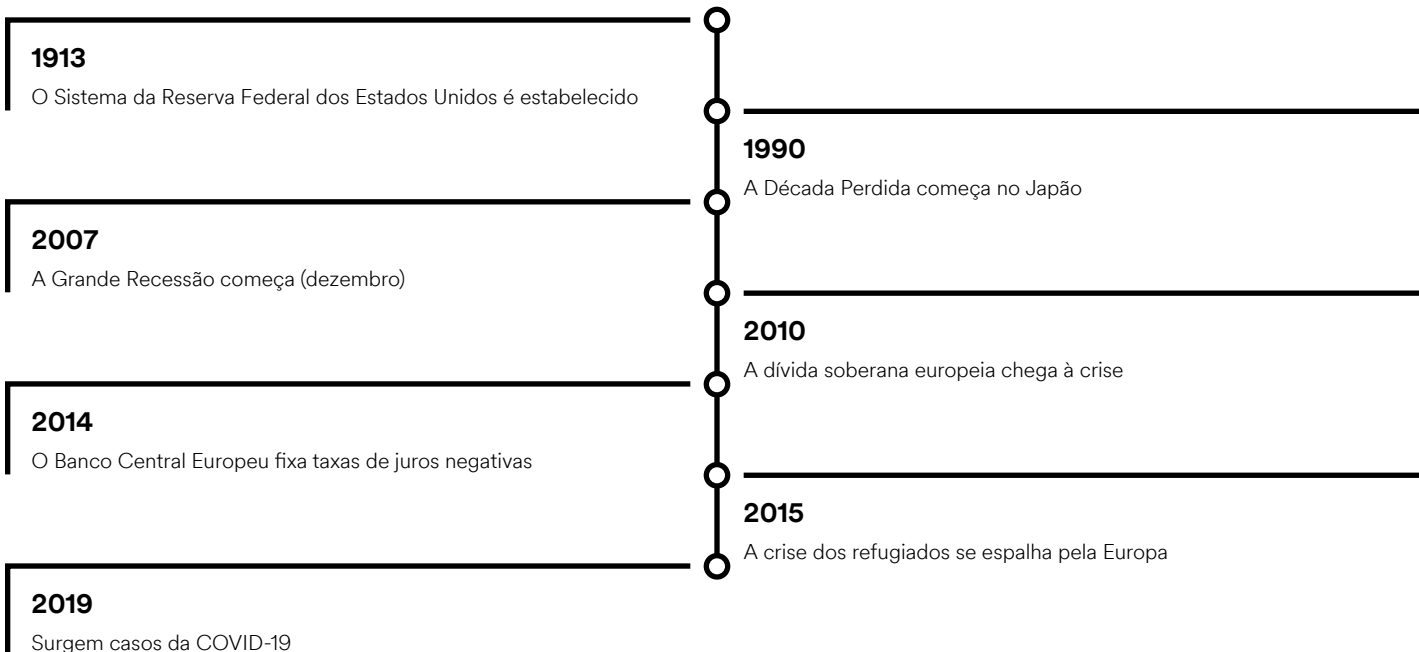 1913
O Sistema da Reserva Federal dos Estados Unidos é estabelecido
1990
A Década Perdida começa no Japão
2007
A Grande Recessão começa (dezembro)
2010
A dívida soberana europeia chega à crise
2014
O Banco Central Europeu fixa taxas de juros negativas
2015
A crise dos refugiados se espalha pela Europa
2019
Surgem casos da COVID-19